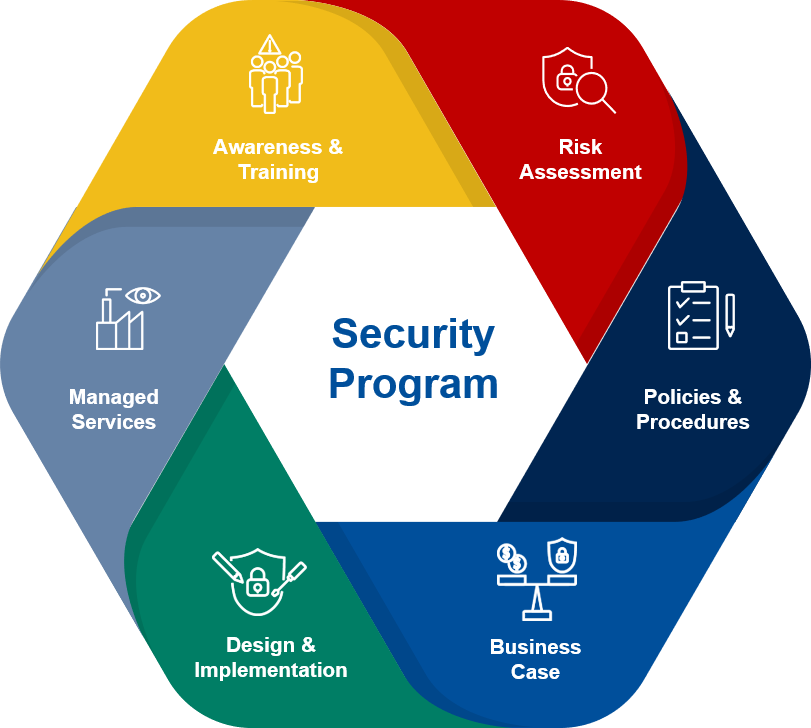 Awareness &
Training
Risk
Assessment
Security
Program
Managed
Services
Policies &
Procedures
Design &
Implementation
Business
Case